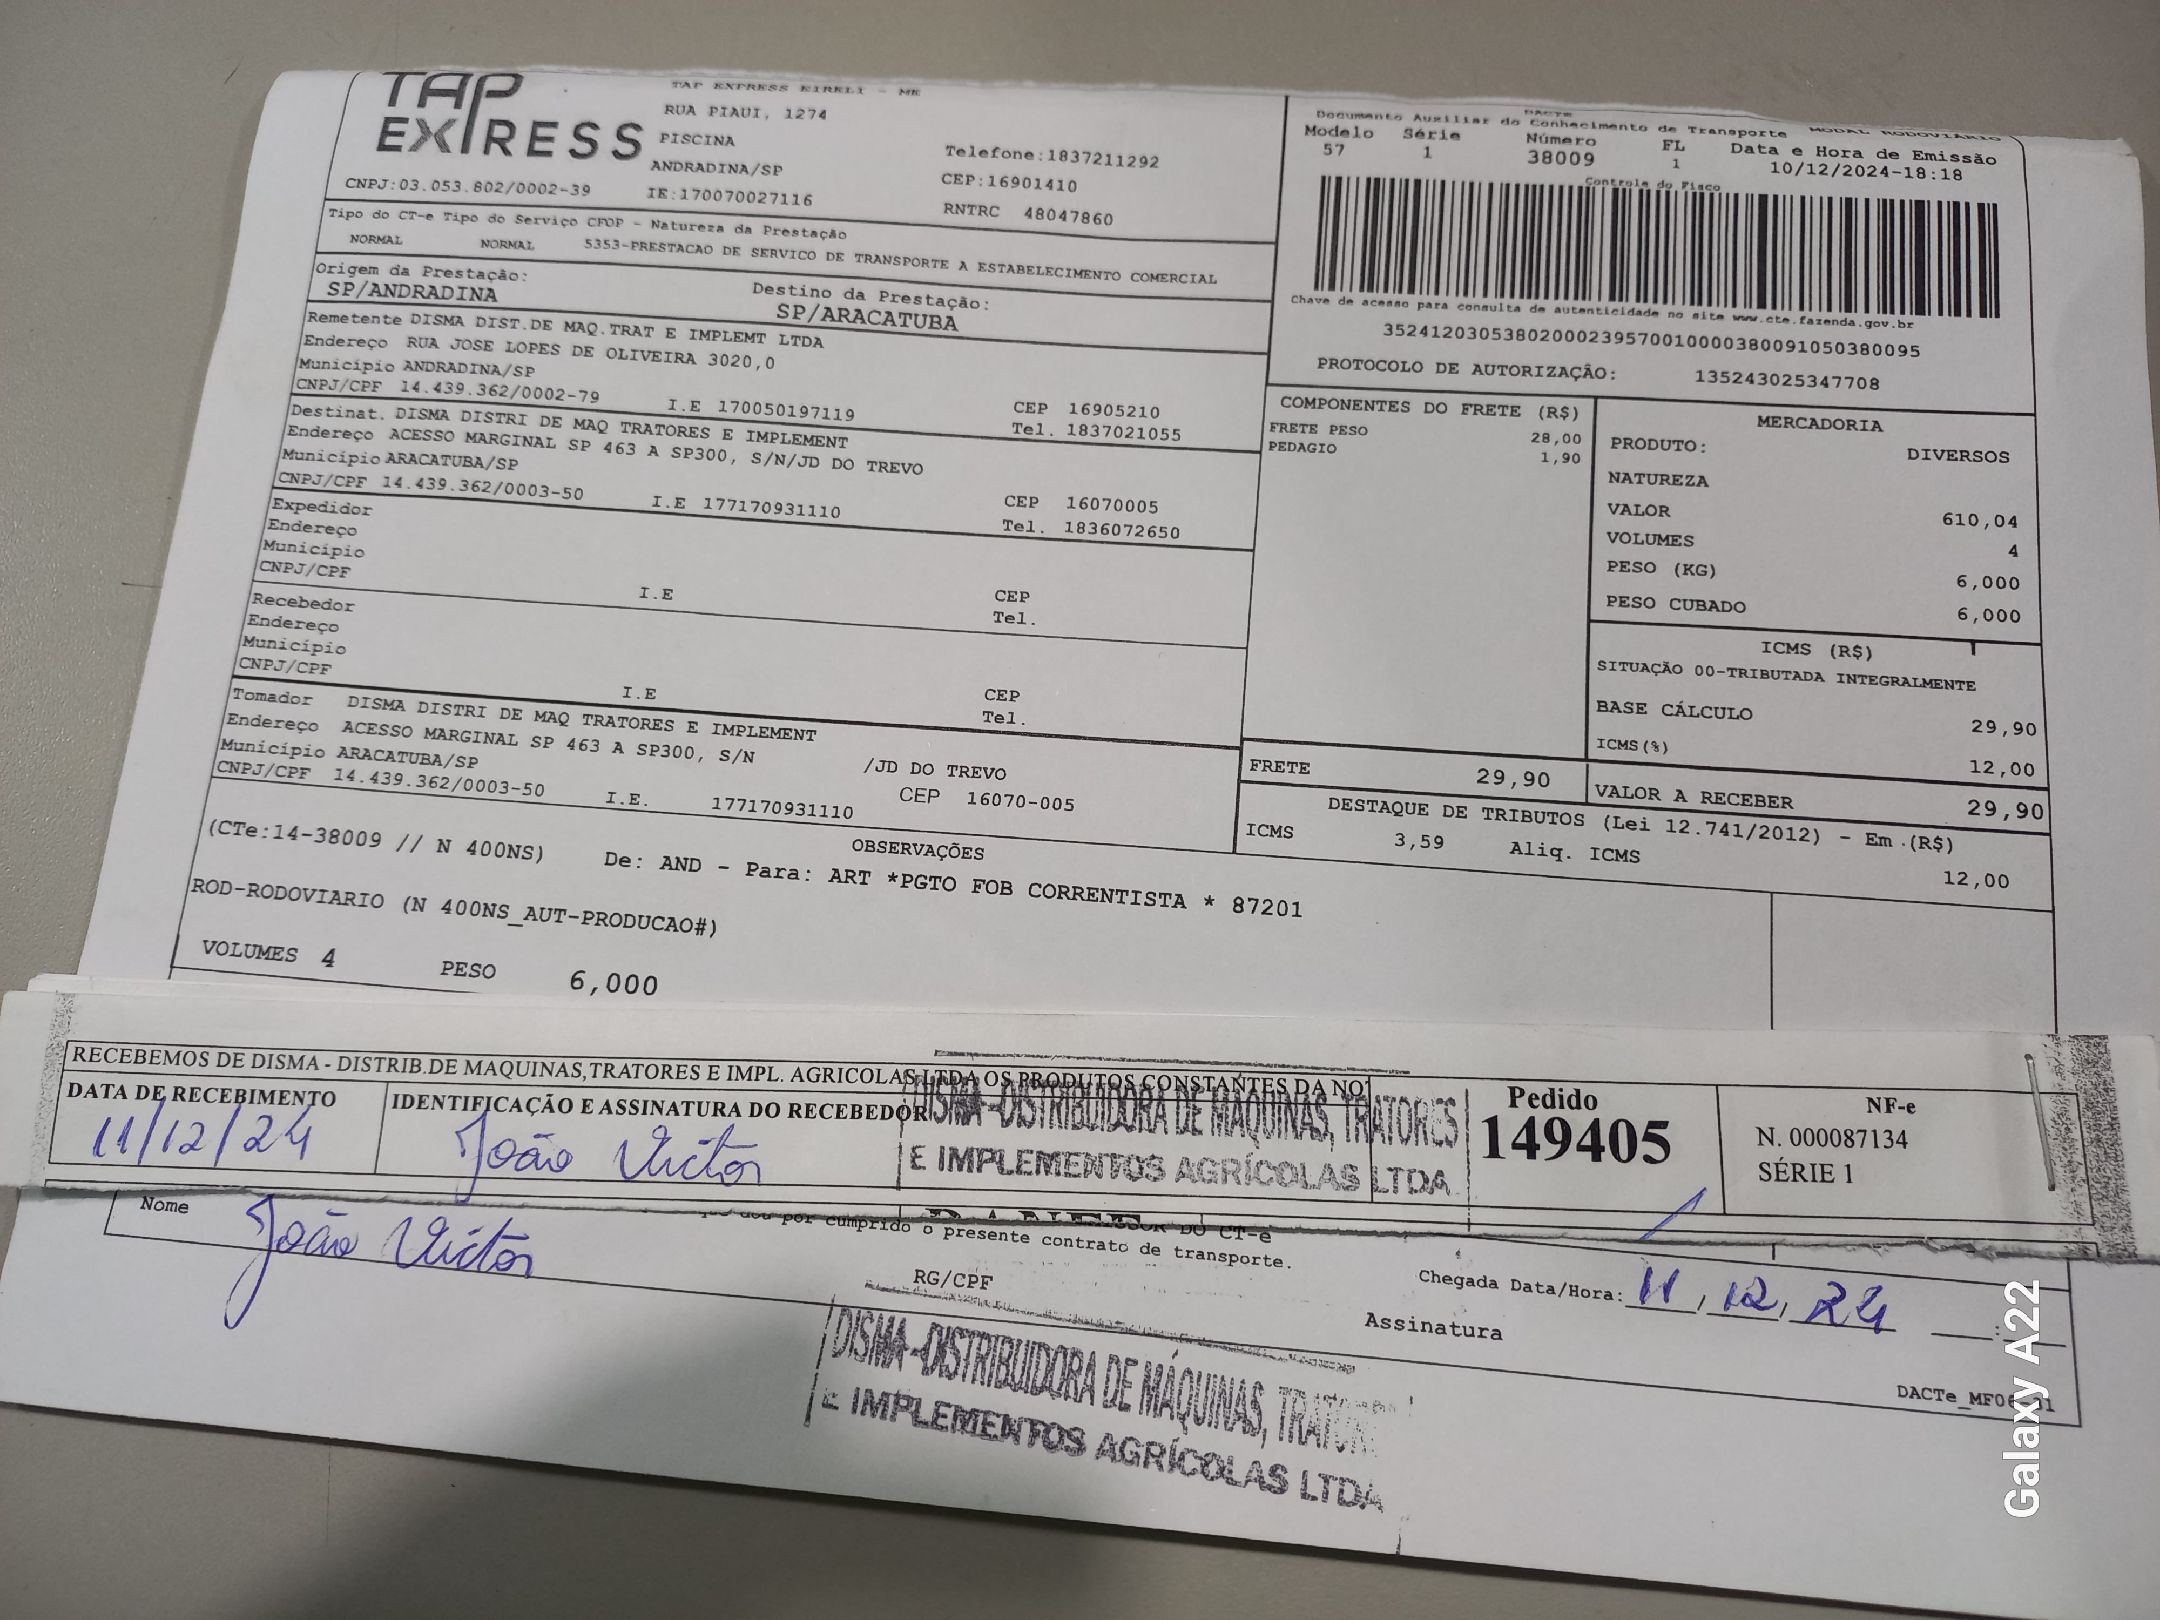 TAP
EXPRESS
TAP EXPRESS EIRELI - ME
RUA PIAUI, 1274
PISCINA
ANDRADINA/SP
Telefone:1837211292
CEP:16901410
CNPJ:03.053.802/0002-39 IE:170070027116 RNTRC 48047860
DACTE
Documento Auxiliar do Conhecimento de Transporte MODAL RODOVIÁRIO
Modelo Série Número FL Data e Hora de Emissão
57 1 38009 1 10/12/2024-18:18
Controle do Fisco
Chave de acesso para consulta de autenticidade no site www.cte.fazenda.gov.br
35241203053802000239570010000380091050380095
PROTOCOLO DE AUTORIZAÇÃO: 135243025347708
Tipo do CT-e Tipo do Serviço CFOP - Natureza da Prestação
NORMAL NORMAL 5353-PRESTACAO DE SERVICO DE TRANSPORTE A ESTABELECIMENTO COMERCIAL
Origem da Prestação: Destino da Prestação:
SP/ANDRADINA SP/ARACATUBA
Remetente DISMA DIST.DE MAQ.TRAT E IMPLEMT LTDA
Endereço RUA JOSE LOPES DE OLIVEIRA 3020,0
Município ANDRADINA/SP CEP 16905210
CNPJ/CPF 14.439.362/0002-79 I.E 170050197119 Tel. 1837021055
Destinat. DISMA DISTRI DE MAQ TRATORES E IMPLEMENT
Endereço ACESSO MARGINAL SP 463 A SP300, S/N/JD DO TREVO
Município ARACATUBA/SP CEP 16070005
CNPJ/CPF 14.439.362/0003-50 I.E 177170931110 Tel. 1836072650
Expedidor
Endereço
Município CEP
CNPJ/CPF I.E Tel.
Recebedor
Endereço
Município CEP
CNPJ/CPF I.E Tel.
Tomador DISMA DISTRI DE MAQ TRATORES E IMPLEMENT
Endereço ACESSO MARGINAL SP 463 A SP300, S/N /JD DO TREVO
Município ARACATUBA/SP CEP 16070-005
CNPJ/CPF 14.439.362/0003-50 I.E. 177170931110
COMPONENTES DO FRETE (R$)
FRETE PESO 28,00
PEDAGIO 1,90
MERCADORIA
PRODUTO: DIVERSOS
NATUREZA
VALOR 610,04
VOLUMES 4
PESO (KG) 6,000
PESO CUBADO 6,000
ICMS (R$)
SITUAÇÃO 00-TRIBUTADA INTEGRALMENTE
BASE CÁLCULO 29,90
ICMS(%) 12,00
FRETE 29,90 VALOR A RECEBER 29,90
DESTAQUE DE TRIBUTOS (Lei 12.741/2012) - Em (R$)
ICMS 3,59 Aliq. ICMS 12,00
OBSERVAÇÕES
(CTe:14-38009 // N 400NS) De: AND - Para: ART *PGTO FOB CORRENTISTA * 87201
ROD-RODOVIARIO (N 400NS_AUT-PRODUCAO#)
VOLUMES 4 PESO 6,000
RECEBEMOS DE DISMA - DISTRIB.DE MAQUINAS,TRATORES E IMPL. AGRICOLAS LTDA OS PRODUTOS CONSTANTES DA NO
DATA DE RECEBIMENTO IDENTIFICAÇÃO E ASSINATURA DO RECEBEDOR
11/12/24 João Victor
DISMA-DISTRIBUIDORA DE MAQUINAS, TRATORES
E IMPLEMENTOS AGRÍCOLAS LTDA
Pedido
149405
NF-e
N. 000087134
SÉRIE 1
Nome João Victor
DO CT-e
por cumprido o presente contrato de transporte.
RG/CPF
Chegada Data/Hora: 11/12/24 :
Assinatura
DISMA-DISTRIBUIDORA DE MÁQUINAS,
E IMPLEMENTOS AGRÍCOLAS LTDA
Galaxy A22